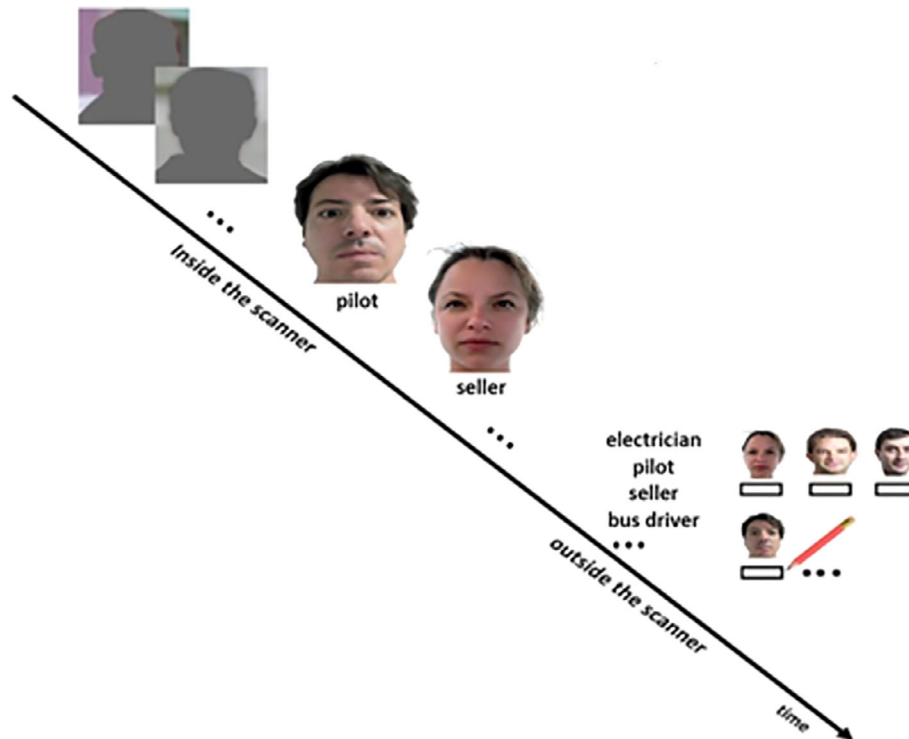 Inside the scanner
pilot
seller
electrician
pilot
seller
bus driver
outside the scanner
time